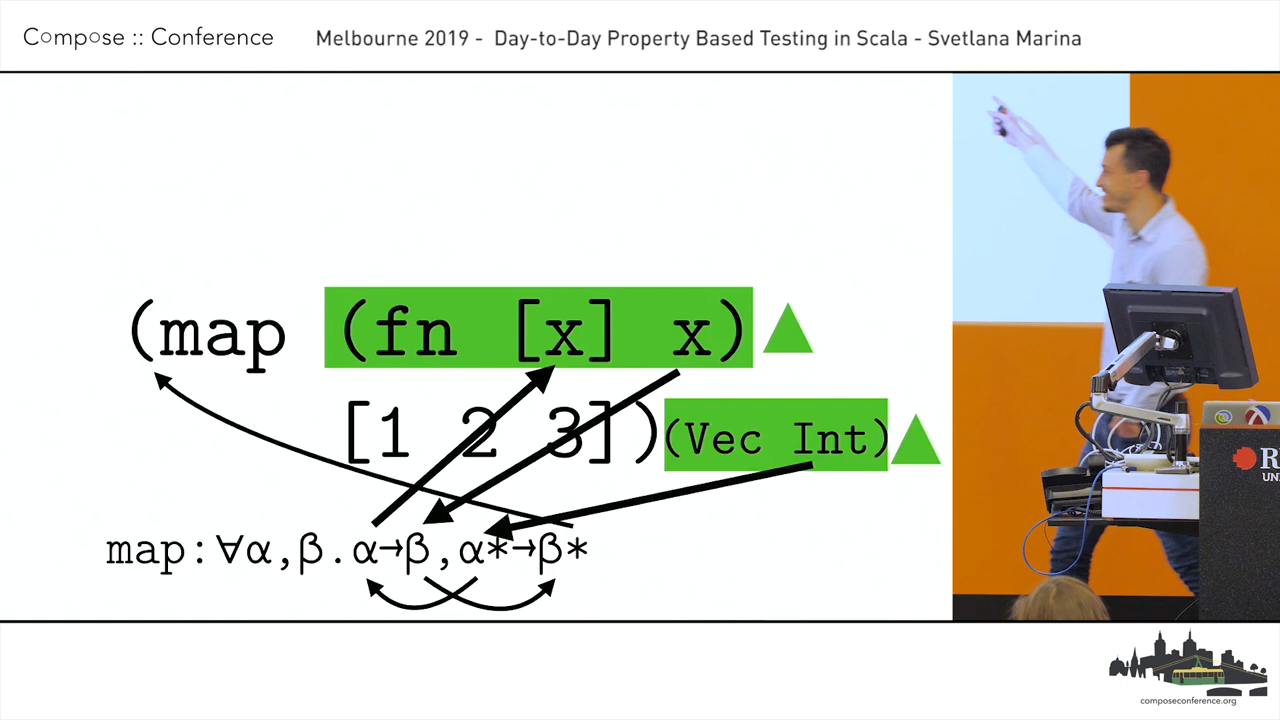 Compose :: Conference
Melbourne 2019 - Day-to-Day Property Based Testing in Scala - Svetlana Marina
(map (fn [x] x)
[1 2 3])(Vec Int)
map:∀α,β.α→β,α*→β*
R
UNI
composeconference.org